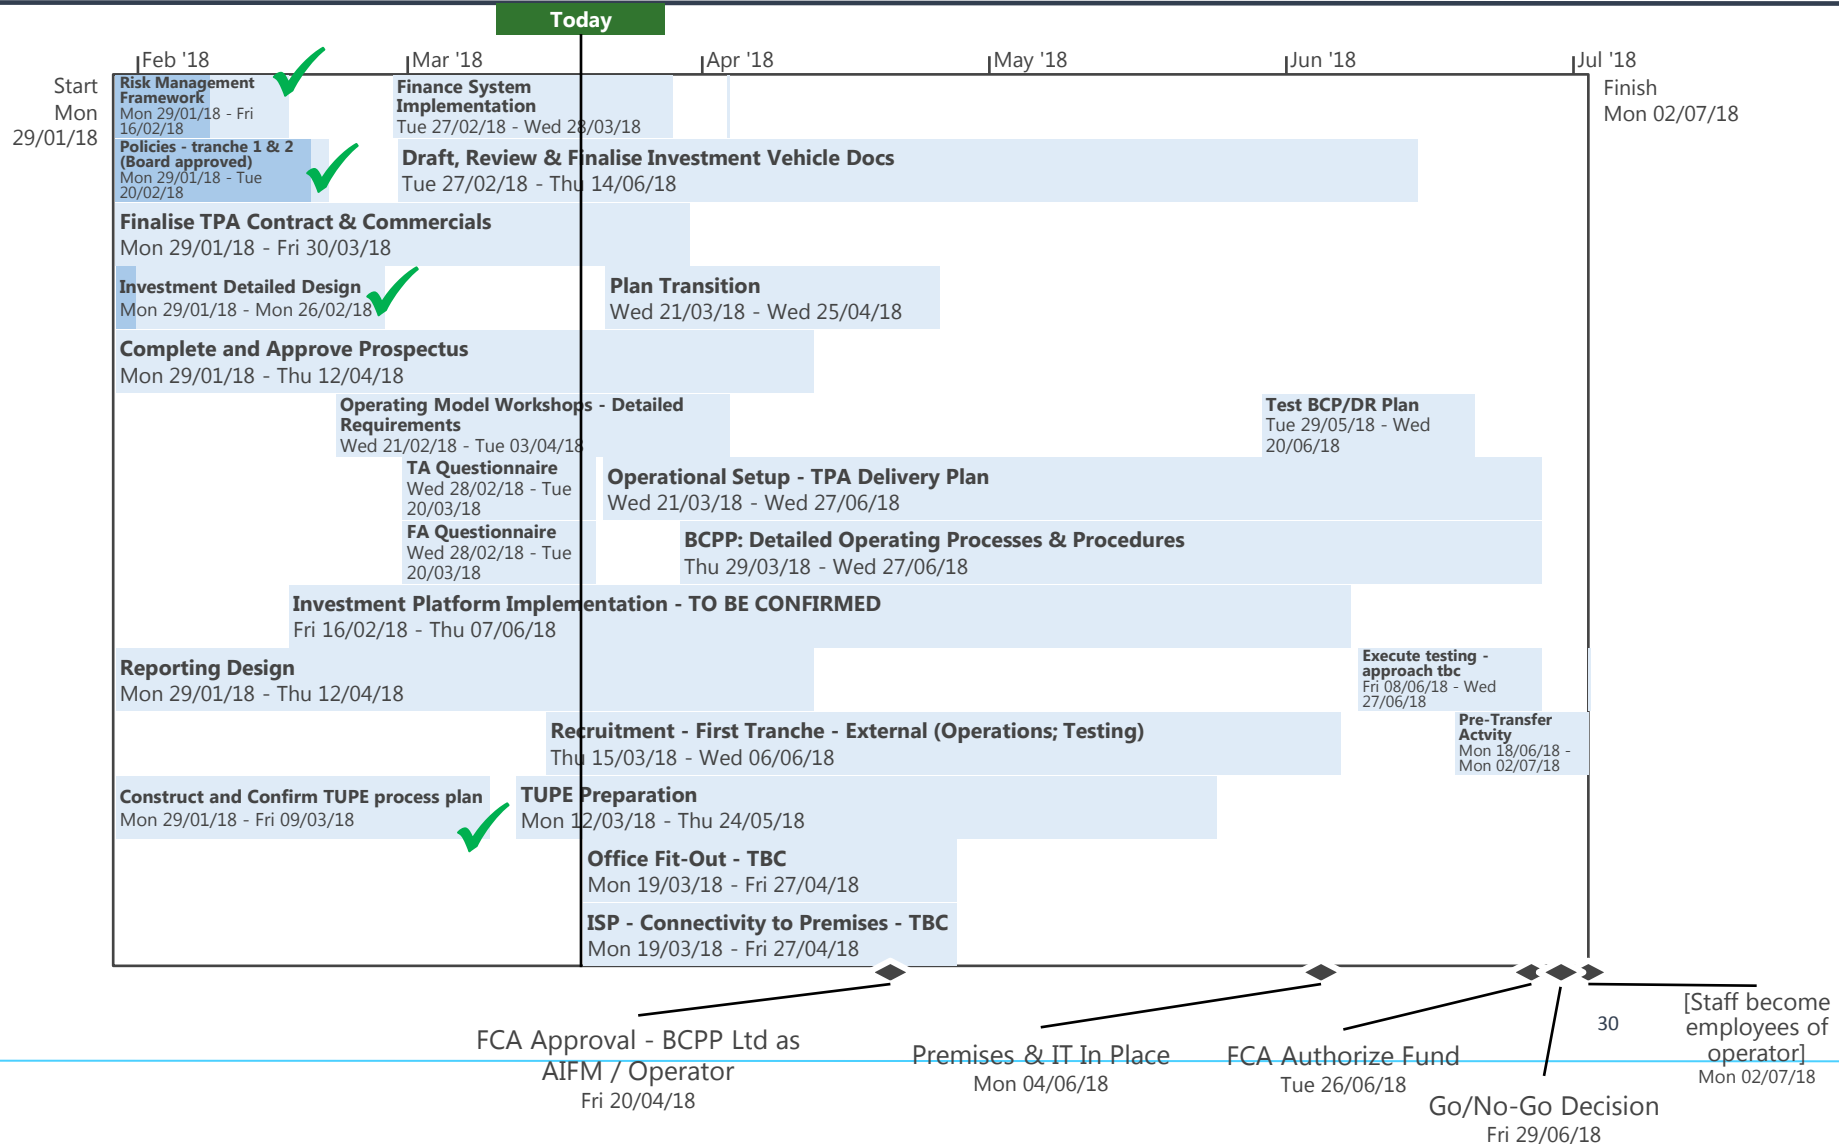 Today
Feb '18
Mar '18
Apr '18
May '18
Jun '18
Jul '18
Start
Mon
29/01/18
Finish
Mon 02/07/18
Risk Management
Framework
Mon 29/01/18 - Fri
16/02/18
Finance System
Implementation
Tue 27/02/18 - Wed 28/03/18
Policies - tranche 1 & 2
(Board approved)
Mon 29/01/18 - Tue
20/02/18
Draft, Review & Finalise Investment Vehicle Docs
Tue 27/02/18 - Thu 14/06/18
Finalise TPA Contract & Commercials
Mon 29/01/18 - Fri 30/03/18
Investment Detailed Design
Mon 29/01/18 - Mon 26/02/18
Plan Transition
Wed 21/03/18 - Wed 25/04/18
Complete and Approve Prospectus
Mon 29/01/18 - Thu 12/04/18
Operating Model Workshops - Detailed
Requirements
Wed 21/02/18 - Tue 03/04/18
Test BCP/DR Plan
Tue 29/05/18 - Wed
20/06/18
TA Questionnaire
Wed 28/02/18 - Tue
20/03/18
Operational Setup - TPA Delivery Plan
Wed 21/03/18 - Wed 27/06/18
FA Questionnaire
Wed 28/02/18 - Tue
20/03/18
BCPP: Detailed Operating Processes & Procedures
Thu 29/03/18 - Wed 27/06/18
Investment Platform Implementation - TO BE CONFIRMED
Fri 16/02/18 - Thu 07/06/18
Reporting Design
Mon 29/01/18 - Thu 12/04/18
Execute testing -
approach tbc
Fri 08/06/18 - Wed
27/06/18
Recruitment - First Tranche - External (Operations; Testing)
Thu 15/03/18 - Wed 06/06/18
Pre-Transfer
Actvity
Mon 18/06/18 -
Mon 02/07/18
Construct and Confirm TUPE process plan
Mon 29/01/18 - Fri 09/03/18
TUPE Preparation
Mon 12/03/18 - Thu 24/05/18
Office Fit-Out - TBC
Mon 19/03/18 - Fri 27/04/18
ISP - Connectivity to Premises - TBC
Mon 19/03/18 - Fri 27/04/18
FCA Approval - BCPP Ltd as
AIFM / Operator
Fri 20/04/18
Premises & IT In Place
Mon 04/06/18
FCA Authorize Fund
Tue 26/06/18
Go/No-Go Decision
Fri 29/06/18
[Staff become
employees of
operator]
Mon 02/07/18
30